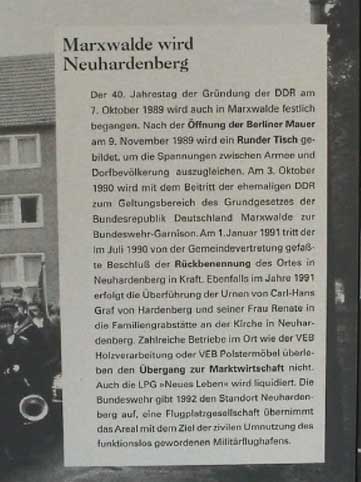 Marxwalde wird
Neuhardenberg
Der 40. Jahrestag der Gründung der DDR am
7. Oktober 1989 wird auch in Marxwalde festlich
begangen. Nach der Öffnung der Berliner Mauer
am 9. November 1989 wird ein Runder Tisch ge-
bildet, um die Spannungen zwischen Armee und
Dorfbevölkerung auszugleichen. Am 3. Oktober
1990 wird mit dem Beitritt der ehemaligen DDR
zum Geltungsbereich des Grundgesetzes der
Bundesrepublik Deutschland Marxwalde zur
Bundeswehr-Garnison. Am 1. Januar 1991 tritt der
im Juli 1990 von der Gemeindevertretung gefaß-
te Beschluß der Rückbenennung des Ortes in
Neuhardenberg in Kraft. Ebenfalls im Jahre 1991
erfolgt die Überführung der Urnen von Carl-Hans
Graf von Hardenberg und seiner Frau Renate in
die Familiengrabstätte an der Kirche in Neuhar-
denberg. Zahlreiche Betriebe im Ort wie der VEB
Holzverarbeitung oder VEB Polstermöbel überle-
ben den Übergang zur Marktwirtschaft nicht.
Auch die LPG »Neues Leben« wird liquidiert. Die
Bundeswehr gibt 1992 den Standort Neuharden-
berg auf, eine Flugplatzgesellschaft übernimmt
das Areal mit dem Ziel der zivilen Umnutzung des
funktionslos gewordenen Militärflughafens.